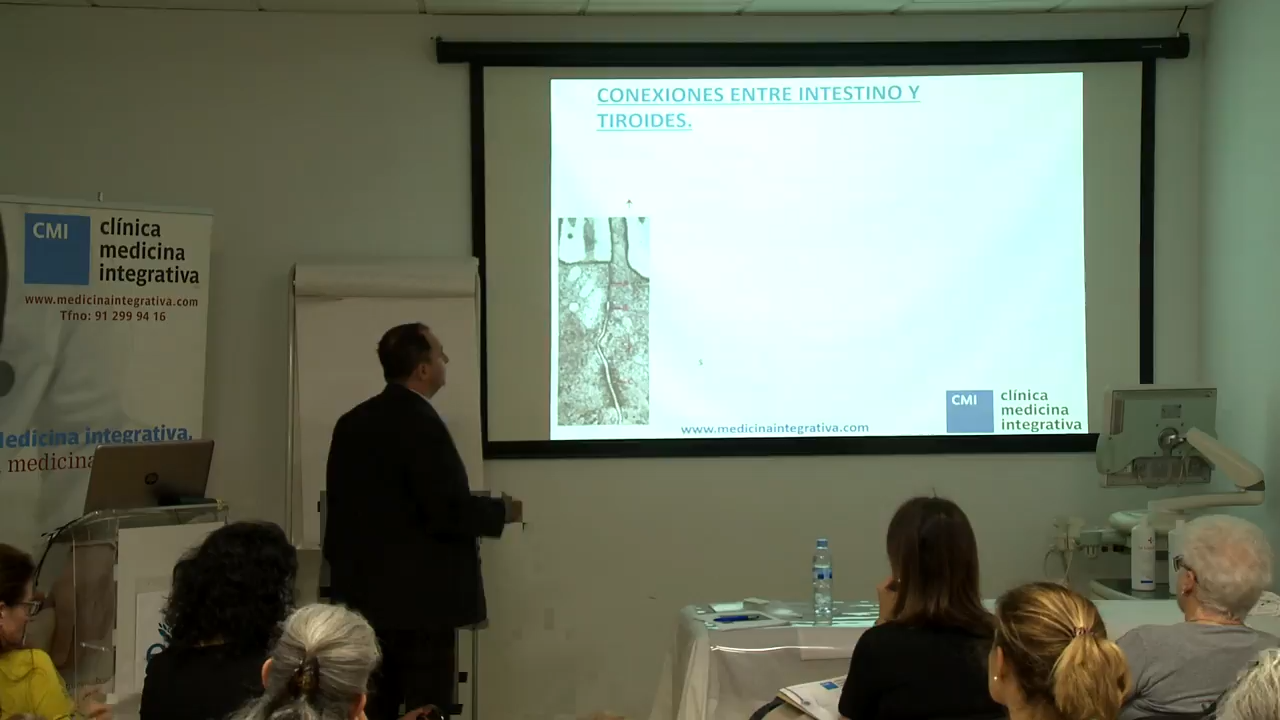 CONEXIONES ENTRE INTESTINO Y
TIROIDES.
CMI
clínica
medicina
integrativa
www.medicinaintegrativa.com
CMI
clínica
medicina
integrativa
www.medicinaintegrativa.com
Tfno: 91 299 94 16
medicina integrativa,
medicina
CMI